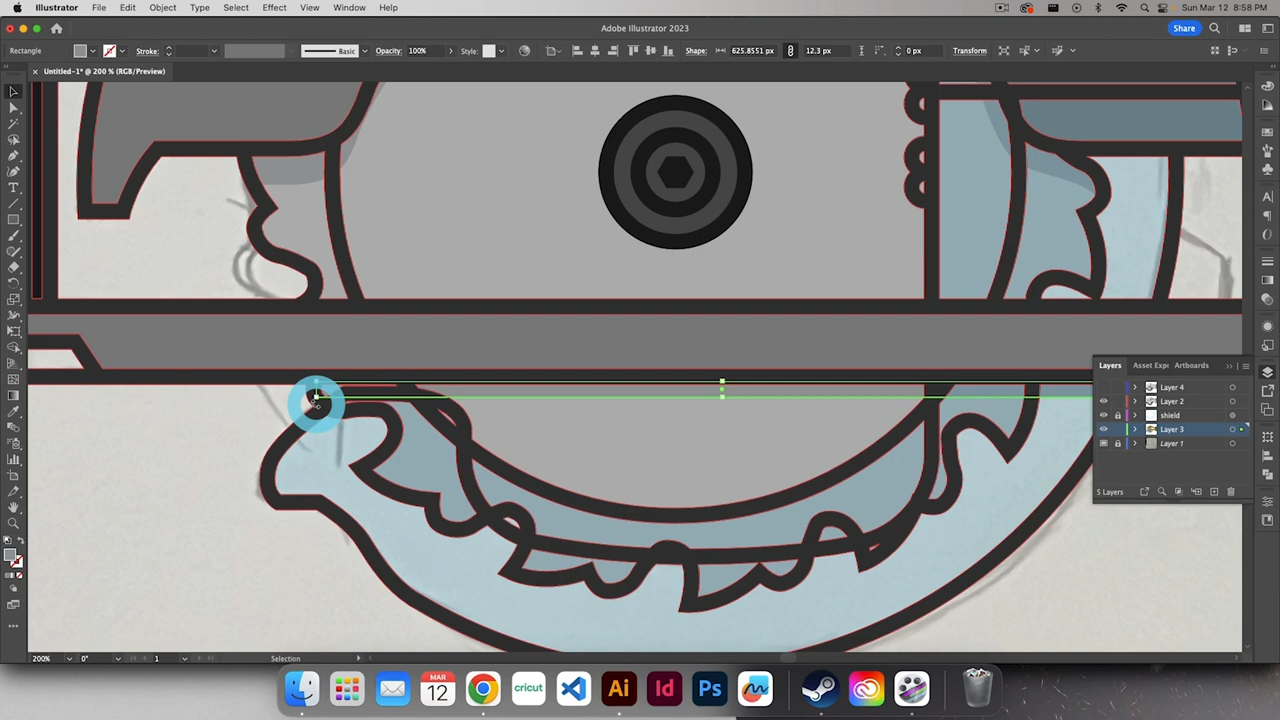 Illustrator File Edit Object Type Select Effect View Window Help Sun Mar 12 8:58 PM
Adobe Illustrator 2023 Share
Rectangle Stroke: Basic Opacity: 100% Style: Shape: 625.8551 px 12.3 px 0 px Transform
× Untitled-1* @ 200 % (RGB/Preview)
Layers Asset Exp Artboards
Layer 4
Layer 2
shield
Layer 3
Layer 1
5 Layers
200% 0° 1 Selection
MAR
12
cricut
Ai
Id
Ps